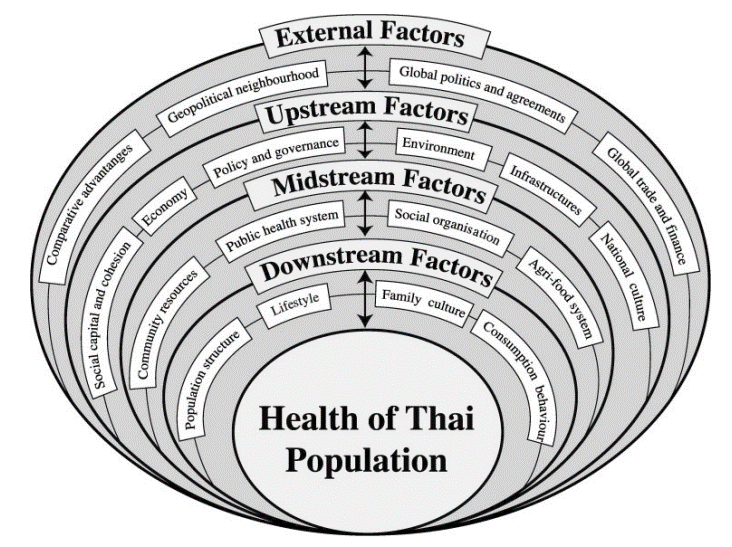 External Factors
Geopolitical neighbourhood
Global politics and agreements
Comparative advantanges
Global trade and finance
Upstream Factors
Policy and governance
Environment
Economy
Infrastructures
Social capital and cohesion
National culture
Midstream Factors
Public health system
Social organisation
Community resources
Agri-food system
Downstream Factors
Lifestyle
Family culture
Population structure
Consumption behaviour
Health of Thai
Population